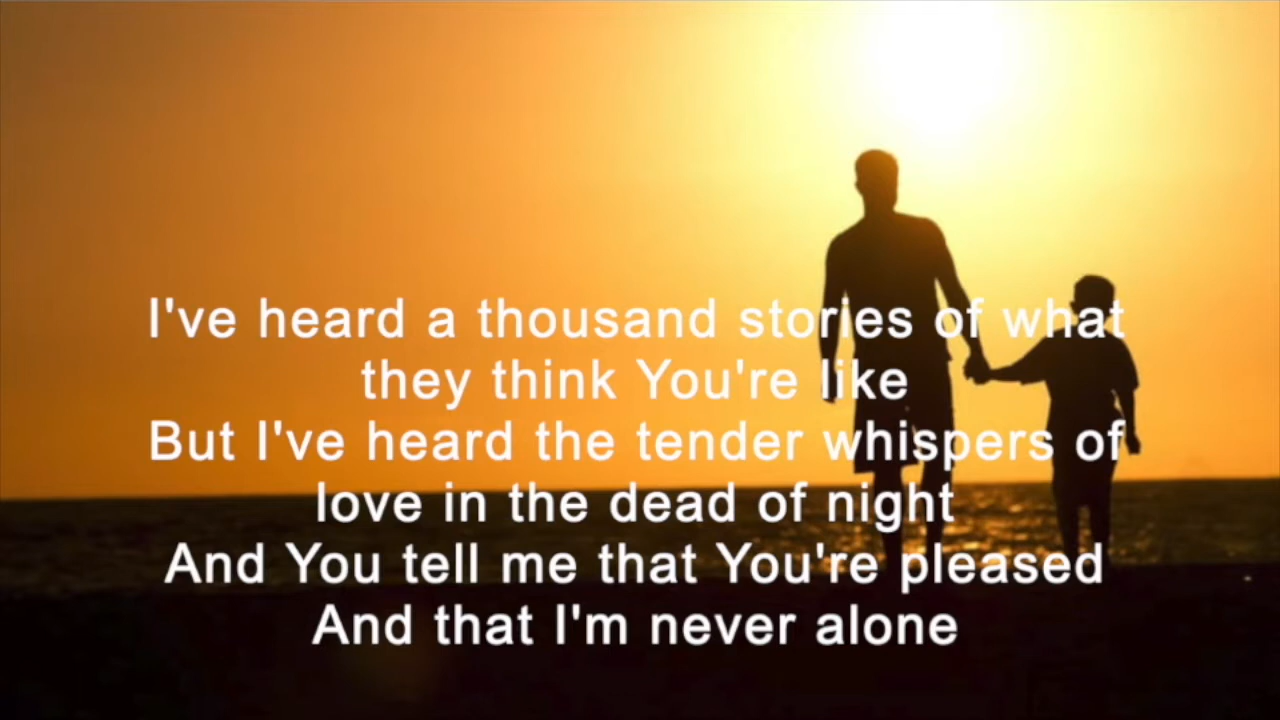 I've heard a thousand stories of what
they think You're like
But I've heard the tender whispers of
love in the dead of night
And You tell me that You're pleased
And that I'm never alone